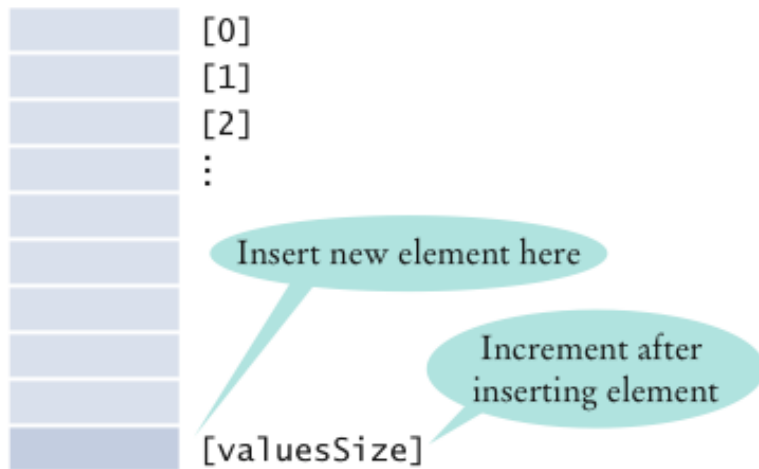 [0]
[1]
[2]
⋮
Insert new element here
Increment after
inserting element
[valuesSize]